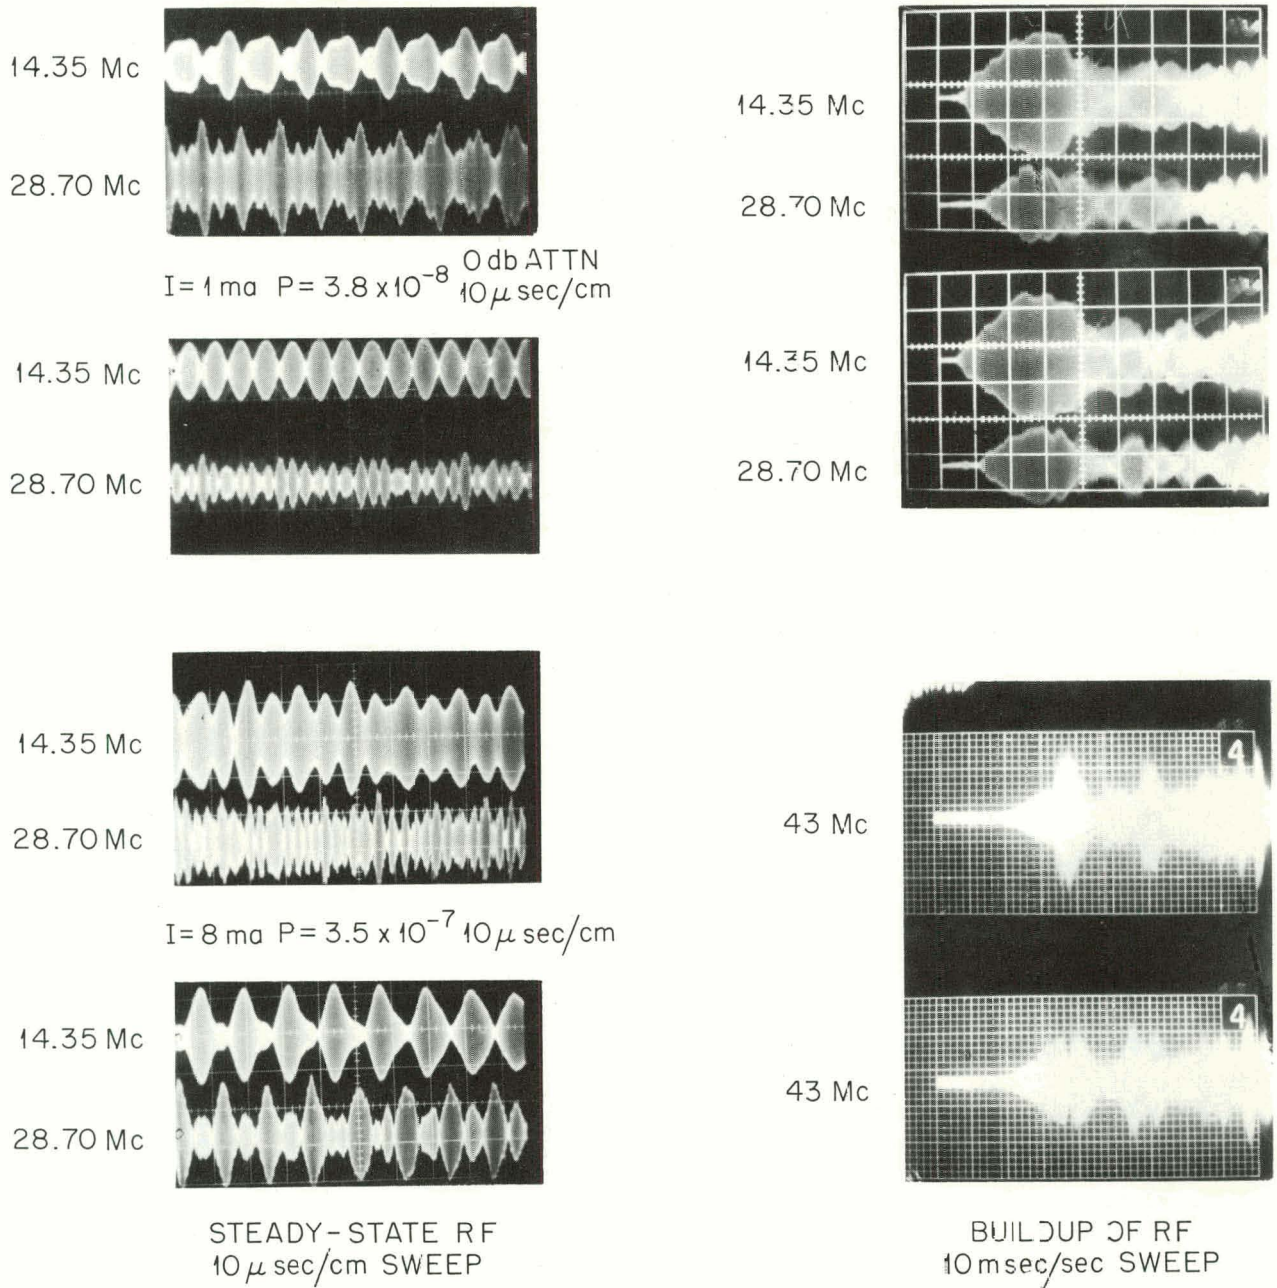 14.35 Mc
28.70 Mc
I = 1 ma P = 3.8 x 10⁻⁸ 0 db ATTN 10 μ sec/cm
14.35 Mc
28.70 Mc
14.35 Mc
28.70 Mc
I = 8 ma P = 3.5 x 10⁻⁷ 10 μ sec/cm
14.35 Mc
28.70 Mc
STEADY-STATE RF
10 μ sec/cm SWEEP
14.35 Mc
28.70 Mc
14.35 Mc
28.70 Mc
43 Mc
4
43 Mc
4
BUILDUP OF RF
10 msec/sec SWEEP